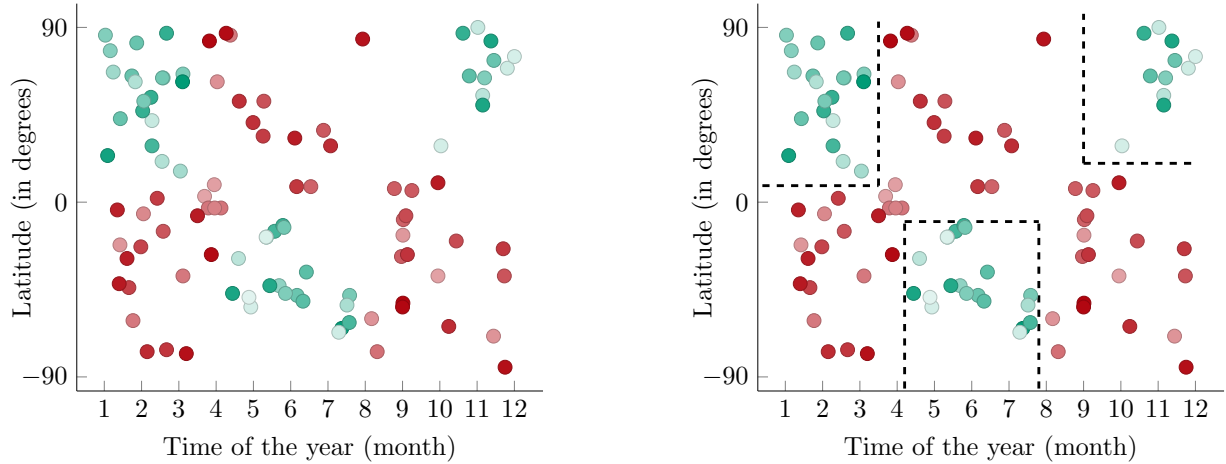 90
0
−90
Latitude (in degrees)
1 2 3 4 5 6 7 8 9 10 11 12
Time of the year (month)
90
0
−90
Latitude (in degrees)
1 2 3 4 5 6 7 8 9 10 11 12
Time of the year (month)